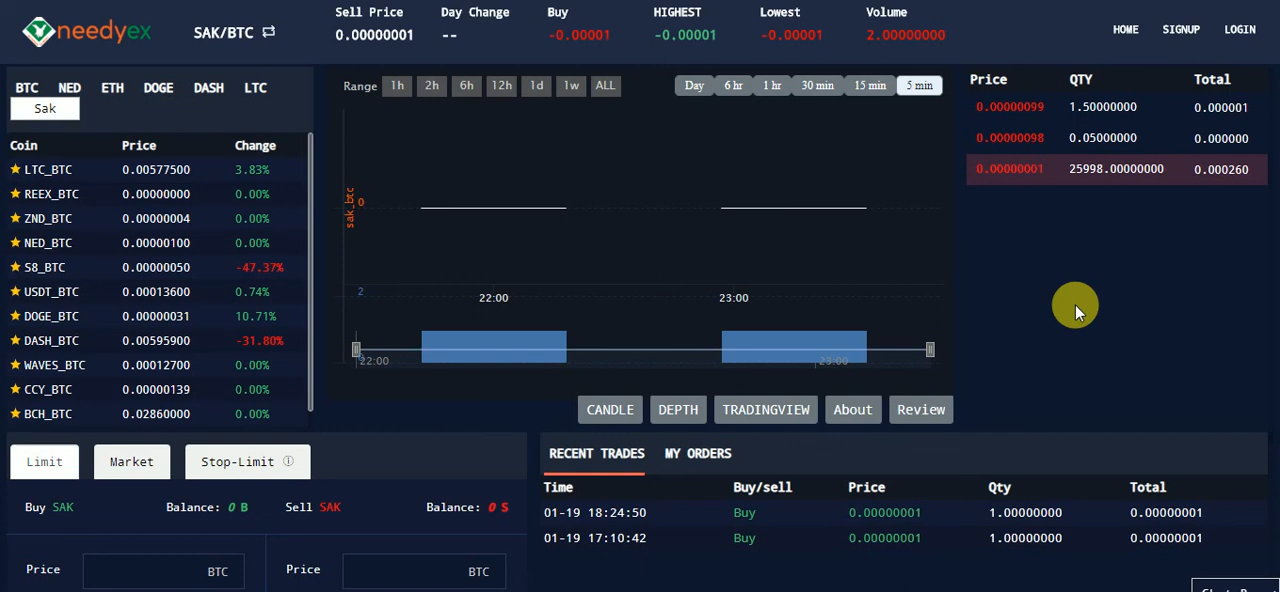 needyex
SAK/BTC
Sell Price
0.00000001
Day Change
--
Buy
-0.00001
HIGHEST
-0.00001
Lowest
-0.00001
Volume
2.00000000
HOME SIGNUP LOGIN
BTC NED ETH DOGE DASH LTC
Sak
Coin Price Change
LTC_BTC 0.00577500 3.83%
REEX_BTC 0.00000000 0.00%
ZND_BTC 0.00000004 0.00%
NED_BTC 0.00000100 0.00%
S8_BTC 0.00000050 -47.37%
USDT_BTC 0.00013600 0.74%
DOGE_BTC 0.00000031 10.71%
DASH_BTC 0.00595900 -31.80%
WAVES_BTC 0.00012700 0.00%
CCY_BTC 0.00000139 0.00%
BCH_BTC 0.02860000 0.00%
Range 1h 2h 6h 12h 1d 1w ALL
Day 6 hr 1 hr 30 min 15 min 5 min
sak_btc
0
2
22:00 23:00
22:00 23:00
CANDLE DEPTH TRADINGVIEW About Review
Price QTY Total
0.00000099 1.50000000 0.000001
0.00000098 0.05000000 0.000000
0.00000001 25998.00000000 0.000260
Limit Market Stop-Limit
Buy SAK Balance: 0 B Sell SAK Balance: 0 S
Price BTC Price BTC
RECENT TRADES MY ORDERS
Time Buy/sell Price Qty Total
01-19 18:24:50 Buy 0.00000001 1.00000000 0.00000001
01-19 17:10:42 Buy 0.00000001 1.00000000 0.00000001